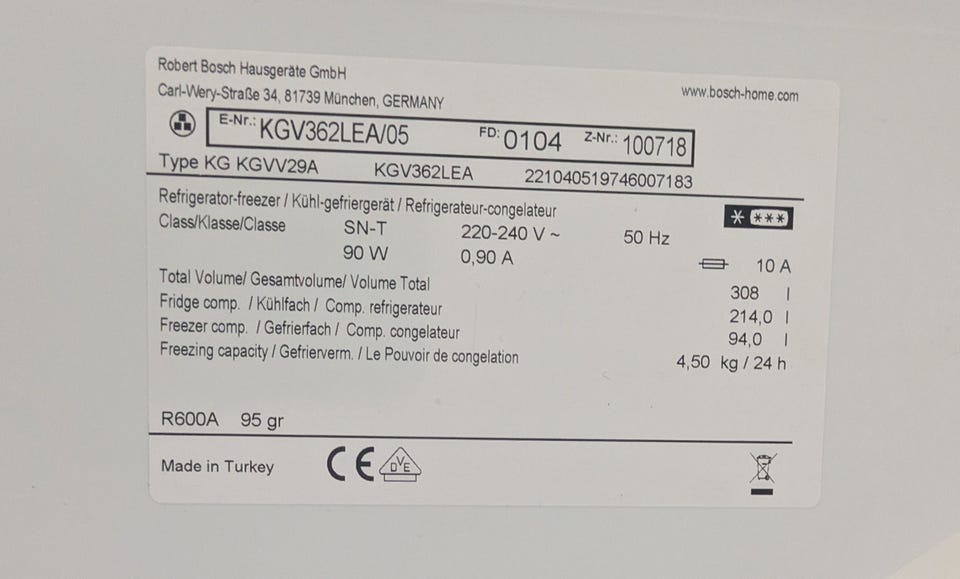 Robert Bosch Hausgeräte GmbH
Carl-Wery-Straße 34, 81739 München, GERMANY
www.bosch-home.com
E-Nr.: KGV362LEA/05 FD: 0104 Z-Nr.: 100718
Type KG KGVV29A KGV362LEA 221040519746007183
Refrigerator-freezer / Kühl-gefriergerät / Refrigerateur-congelateur
Class/Klasse/Classe SN-T 220-240 V ~ 50 Hz
90 W 0,90 A 10 A
Total Volume/ Gesamtvolume/ Volume Total 308 l
Fridge comp. / Kühlfach / Comp. refrigerateur 214,0 l
Freezer comp. / Gefrierfach / Comp. congelateur 94,0 l
Freezing capacity / Gefrierverm. / Le Pouvoir de congelation 4,50 kg / 24 h
R600A 95 gr
Made in Turkey CE DVE